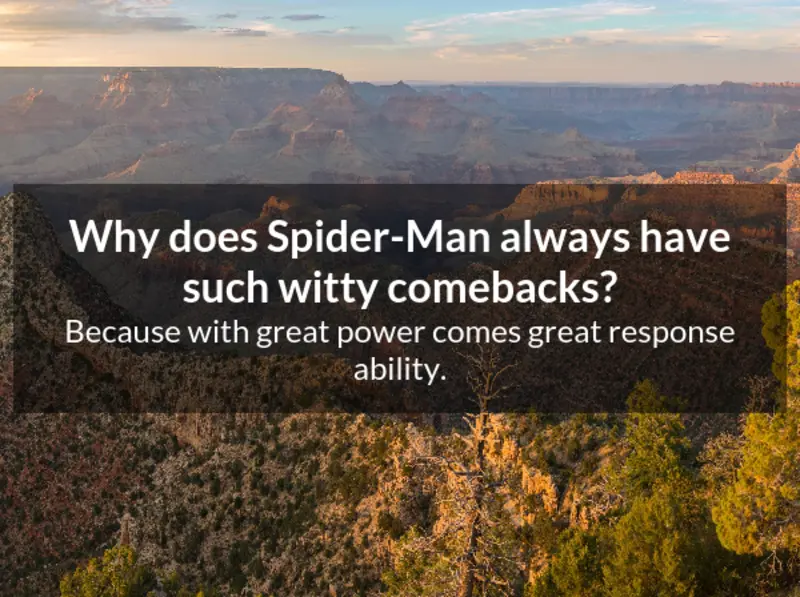 Why does Spider-Man always have
such witty comebacks?
Because with great power comes great response
ability.